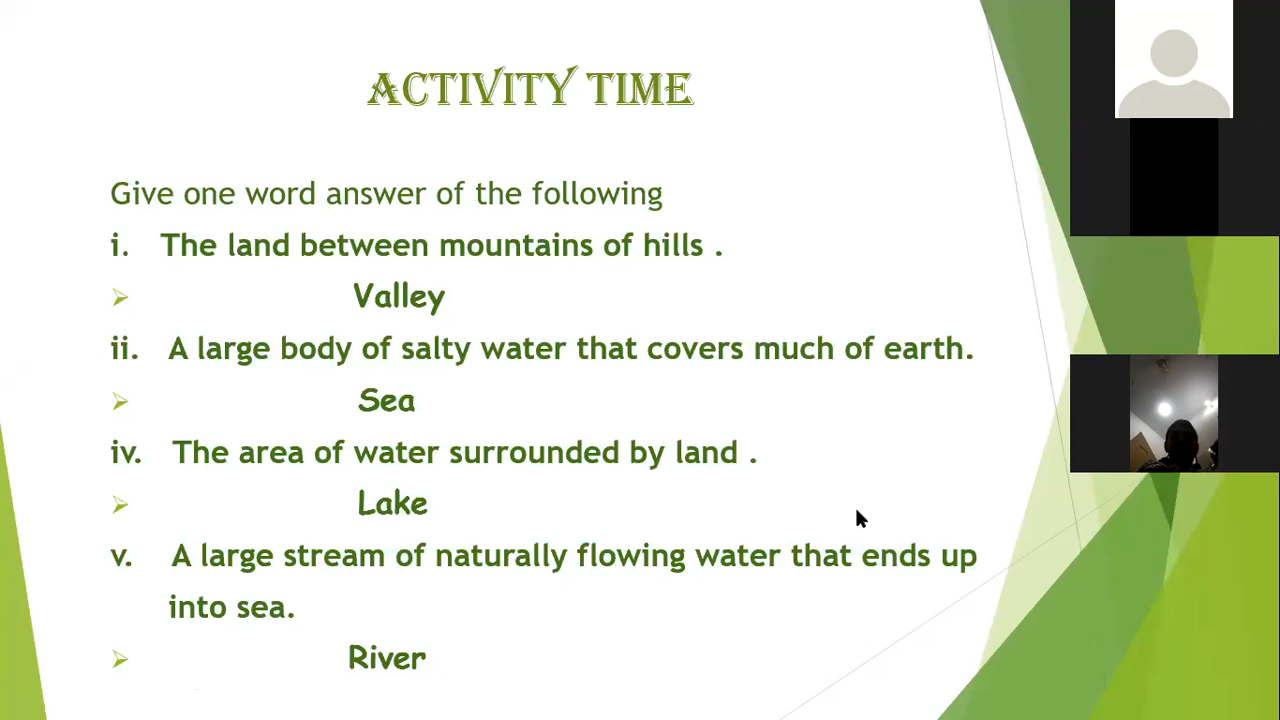 ACTIVITY TIME
Give one word answer of the following
i. The land between mountains of hills .
Valley
ii. A large body of salty water that covers much of earth.
Sea
iv. The area of water surrounded by land .
Lake
v. A large stream of naturally flowing water that ends up
into sea.
River